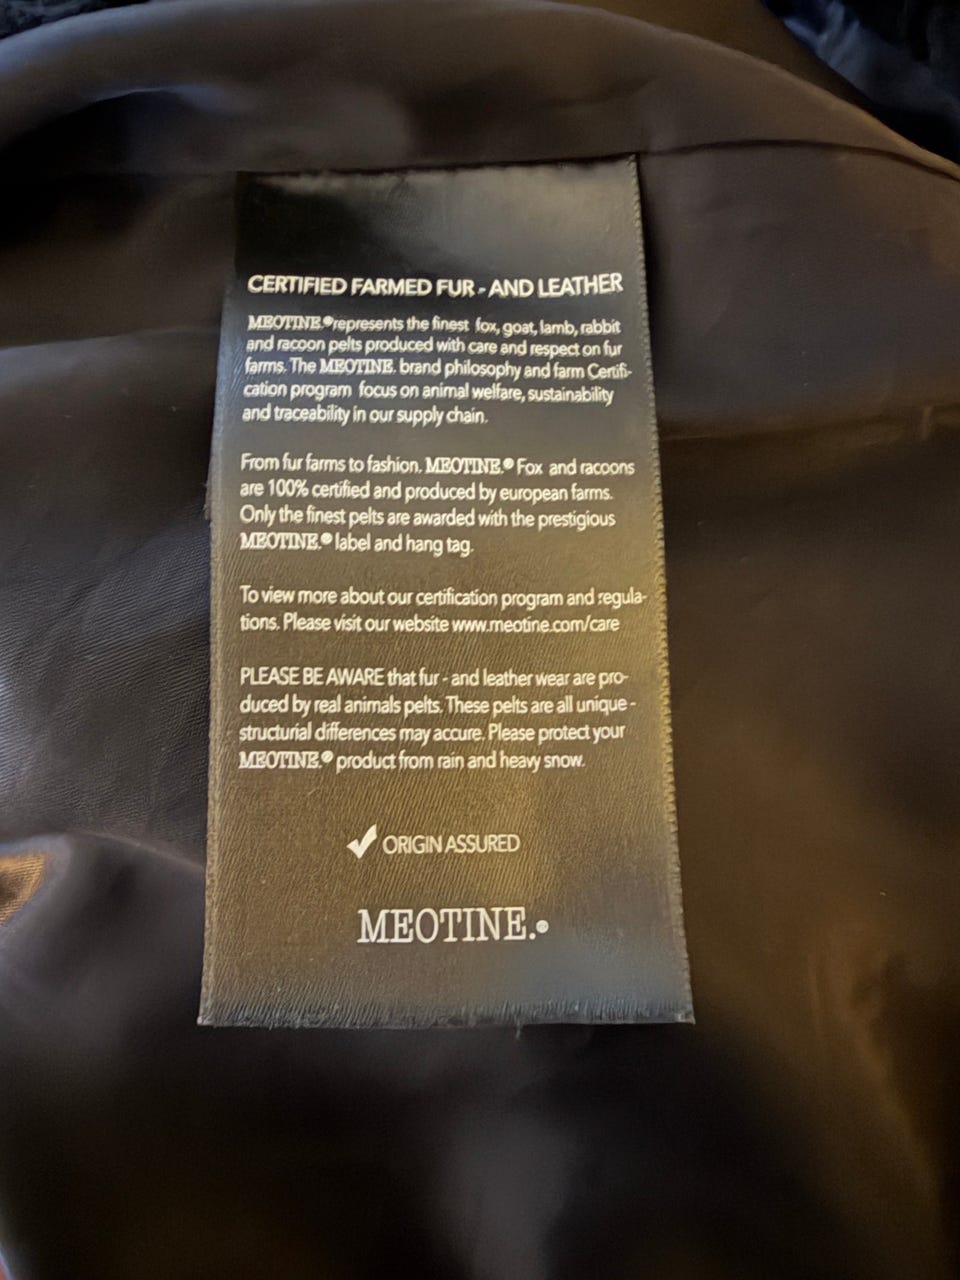 CERTIFIED FARMED FUR - AND LEATHER
MEOTINE.® represents the finest fox, goat, lamb, rabbit
and racoon pelts produced with care and respect on fur
farms. The MEOTINE. brand philosophy and farm Certifi-
cation program focus on animal welfare, sustainability
and traceability in our supply chain.
From fur farms to fashion. MEOTINE.® Fox and racoons
are 100% certified and produced by european farms.
Only the finest pelts are awarded with the prestigious
MEOTINE.® label and hang tag.
To view more about our certification program and regula-
tions. Please visit our website www.meotine.com/care
PLEASE BE AWARE that fur - and leather wear are pro-
duced by real animals pelts. These pelts are all unique -
structurial differences may accure. Please protect your
MEOTINE.® product from rain and heavy snow.
✓ ORIGIN ASSURED
MEOTINE.®